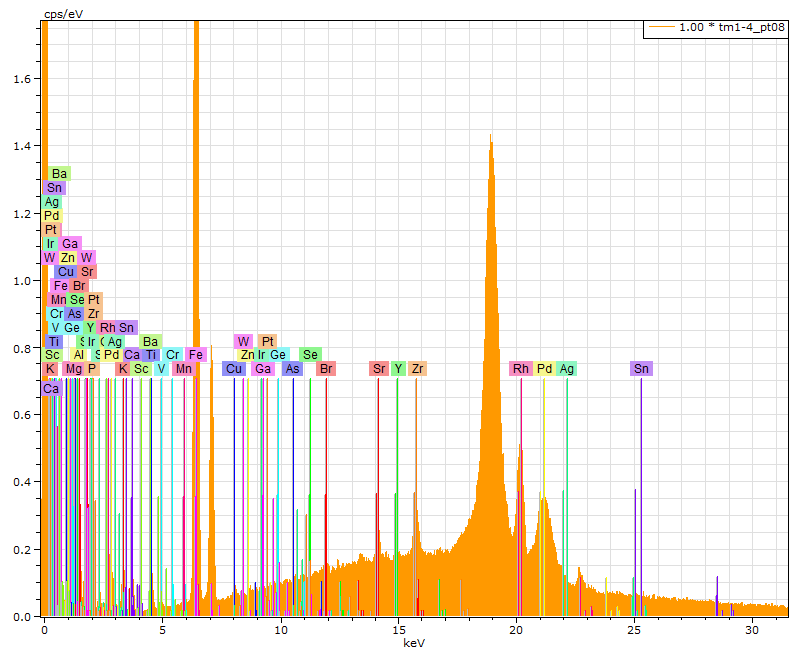 cps/eV
1.00 * tm1-4_pt08
1.6
1.4
1.2
1.0
0.8
0.6
0.4
0.2
0.0
Ba
Sn
Ag
Pd
Pt
Ir Ga
W Zn W
Cu Sr
Fe Br
Mn Se Pt
Cr As Zr
V Ge Y Rh Sn
Ti Ir Ag Ba W Pt
Sc Al Pd Ca Ti Cr Fe Zn Ir Ge Se
K Mg P K Sc V Mn Cu Ga As Br Sr Y Zr Rh Pd Ag Sn
Ca
0 5 10 15 20 25 30
keV